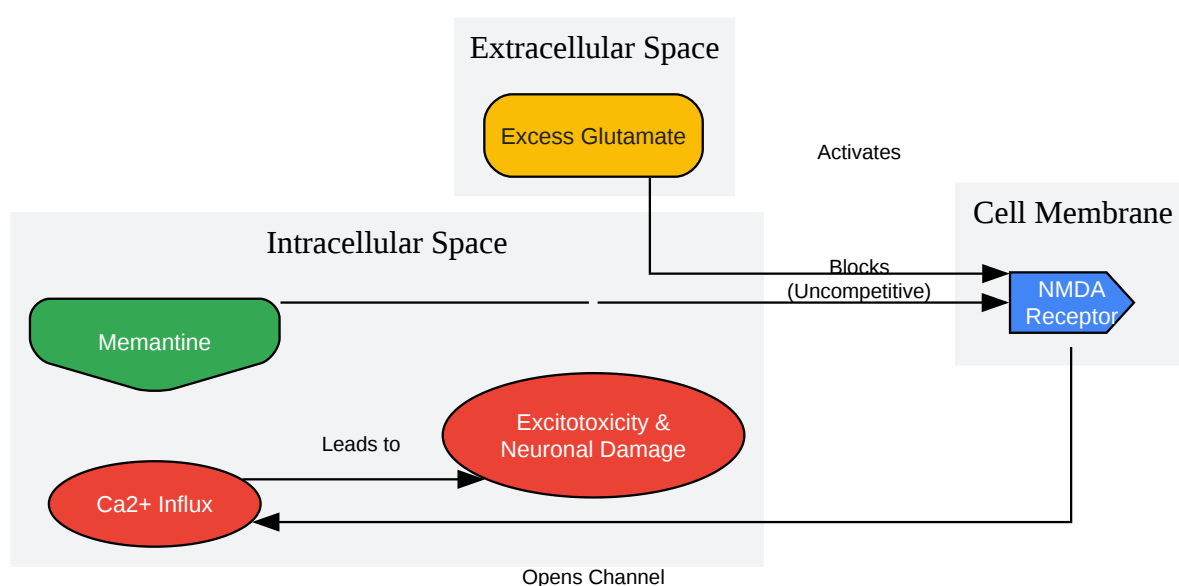 Extracellular Space
Excess Glutamate
Activates
Cell Membrane
Intracellular Space
Blocks
(Uncompetitive)
NMDA
Receptor
Memantine
Excitotoxicity &
Neuronal Damage
Leads to
Ca2+ Influx
Opens Channel